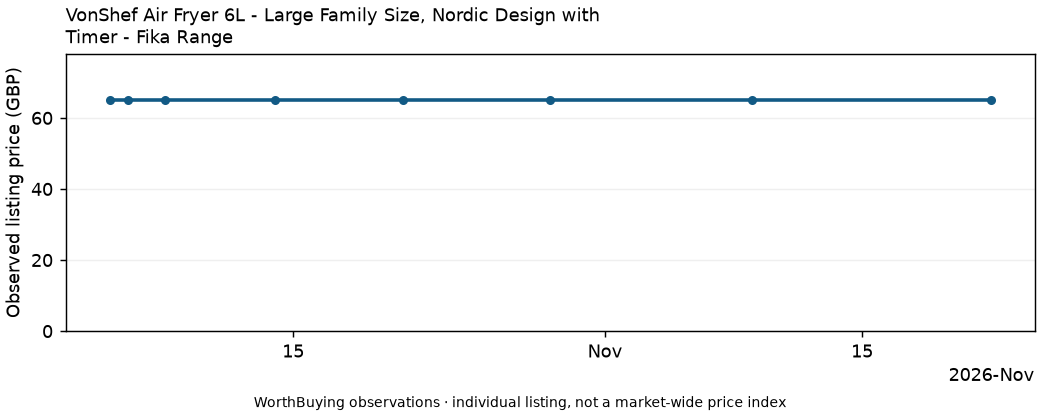 VonShef Air Fryer 6L - Large Family Size, Nordic Design with
Timer - Fika Range
Observed listing price (GBP)
60
40
20
0
15
Nov
15
2026-Nov
WorthBuying observations · individual listing, not a market-wide price index